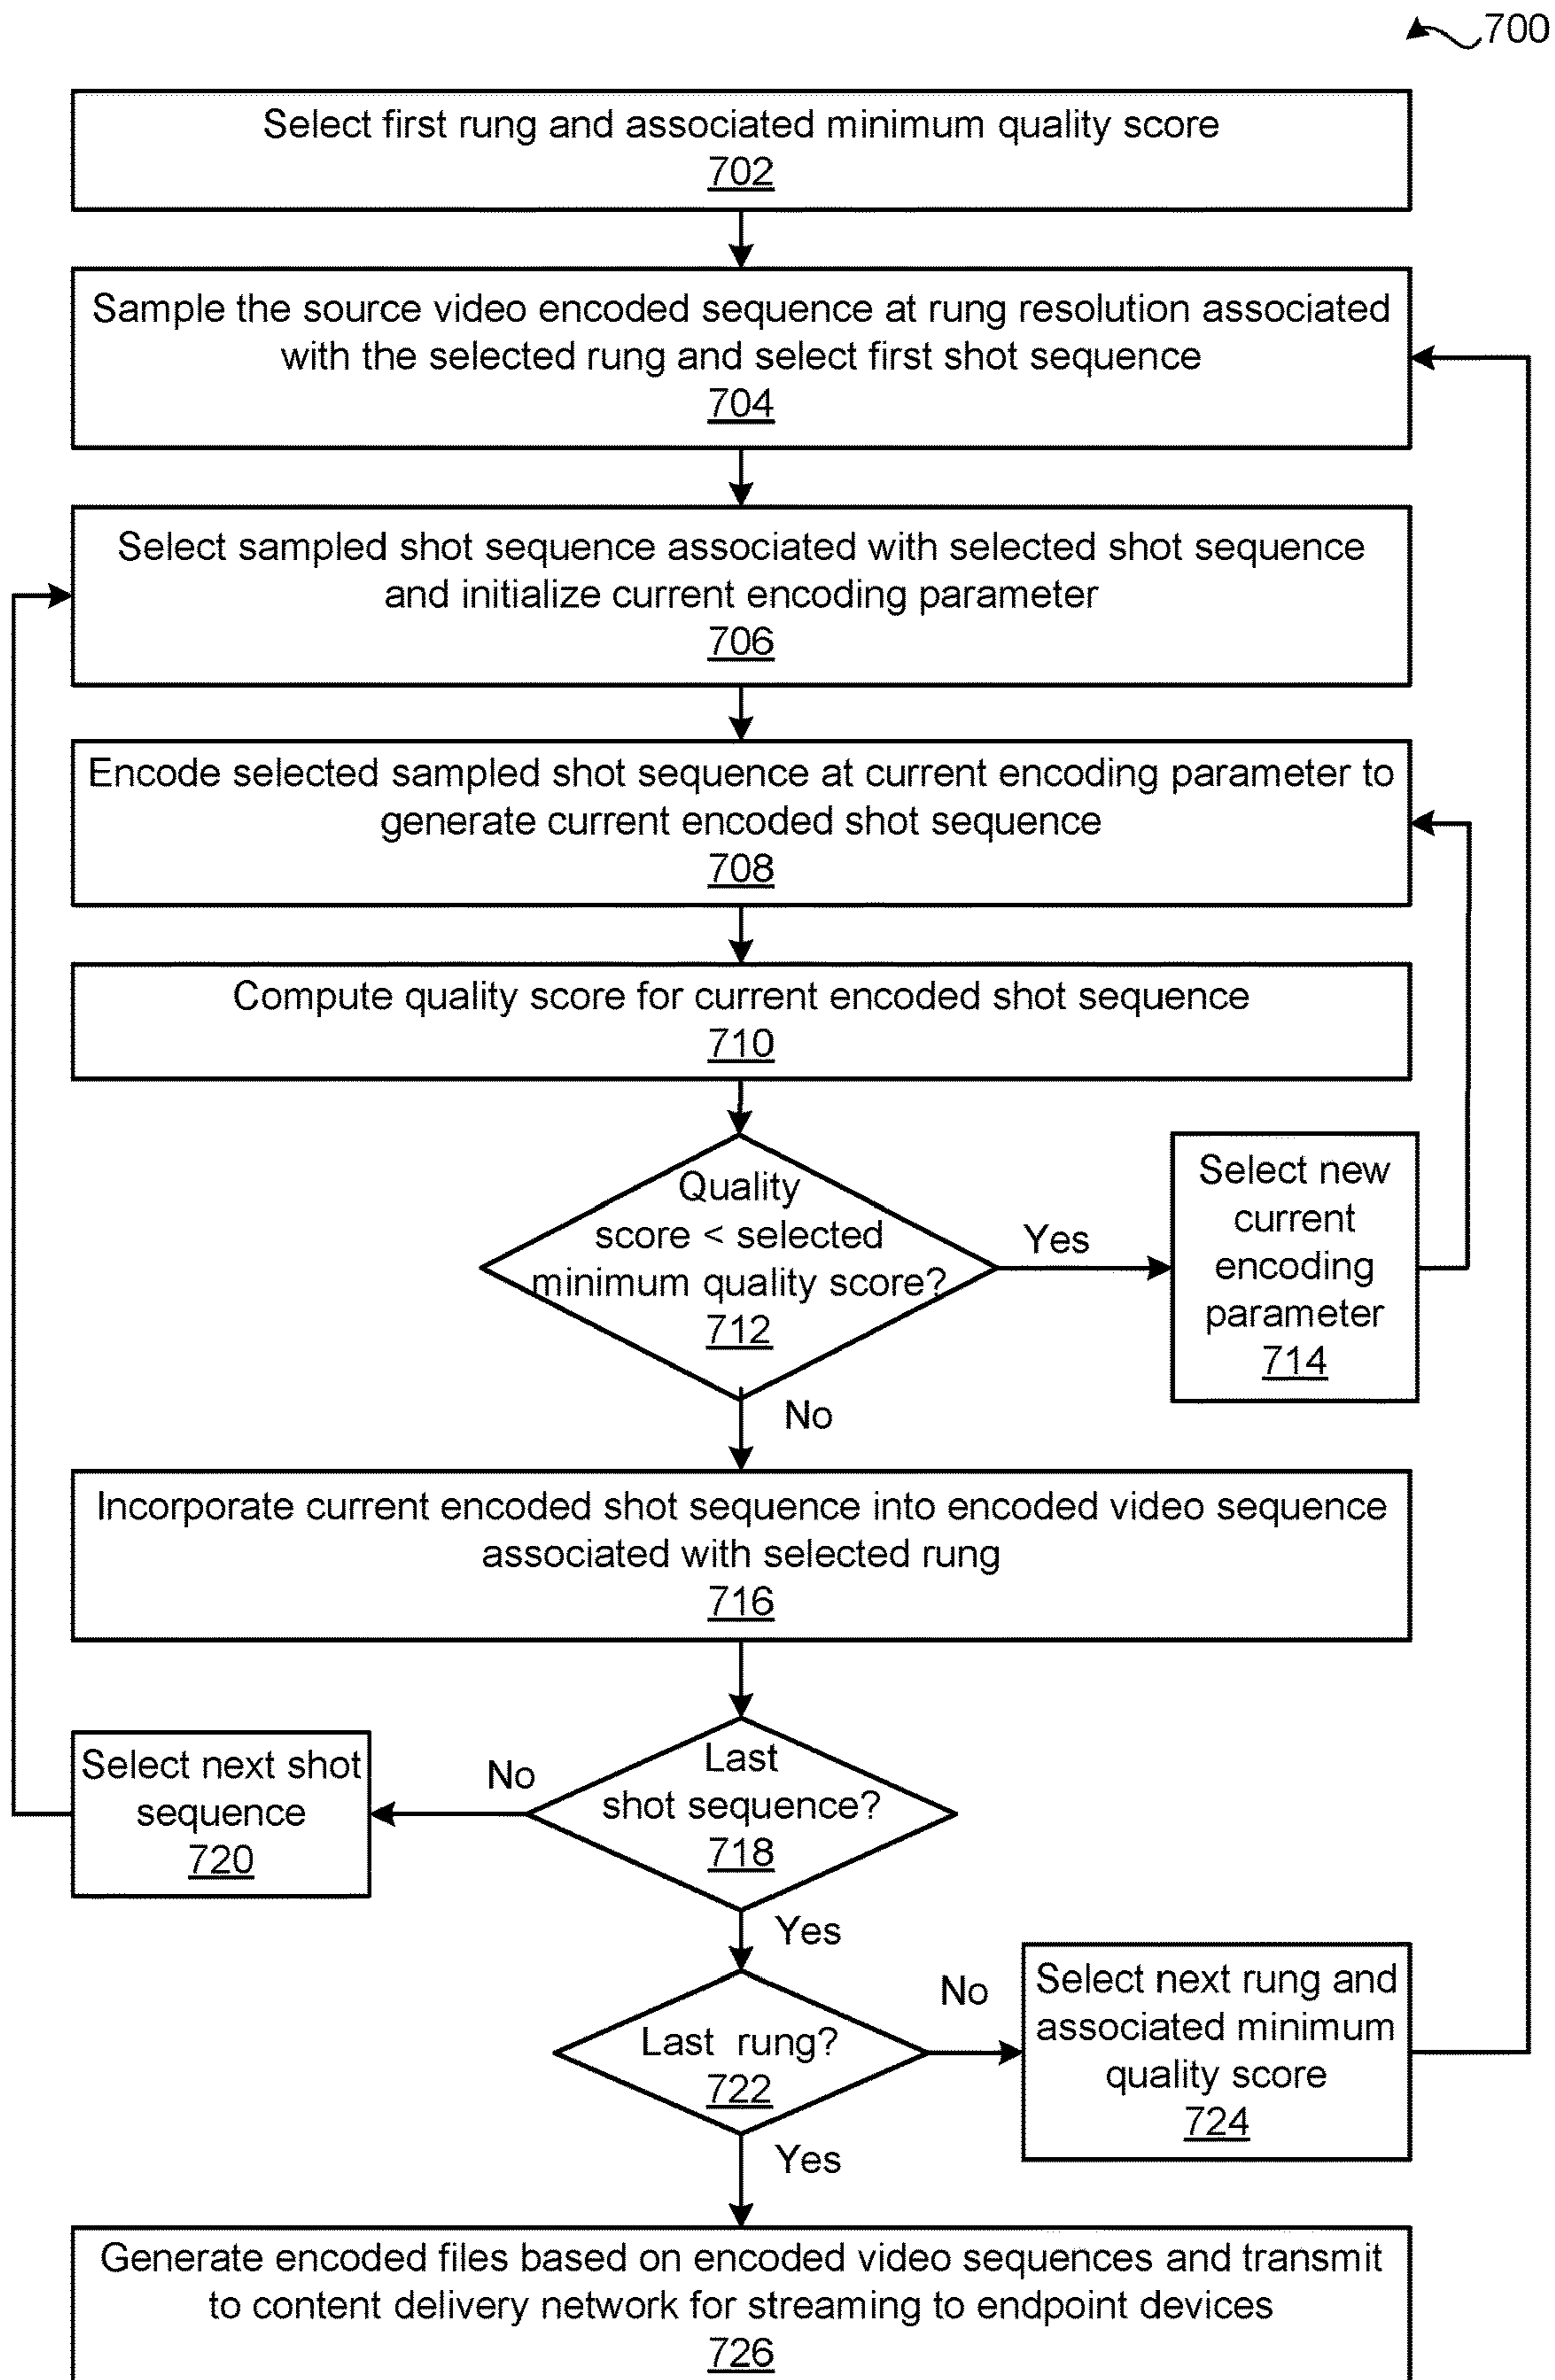 700
Select first rung and associated minimum quality score
702
Sample the source video encoded sequence at rung resolution associated
with the selected rung and select first shot sequence
704
Select sampled shot sequence associated with selected shot sequence
and initialize current encoding parameter
706
Encode selected sampled shot sequence at current encoding parameter to
generate current encoded shot sequence
708
Compute quality score for current encoded shot sequence
710
Quality
score < selected
minimum quality score?
712
Yes
Select new
current
encoding
parameter
714
No
Incorporate current encoded shot sequence into encoded video sequence
associated with selected rung
716
Last
shot sequence?
718
No
Select next shot
sequence
720
Yes
Last rung?
722
No
Select next rung and
associated minimum
quality score
724
Yes
Generate encoded files based on encoded video sequences and transmit
to content delivery network for streaming to endpoint devices
726